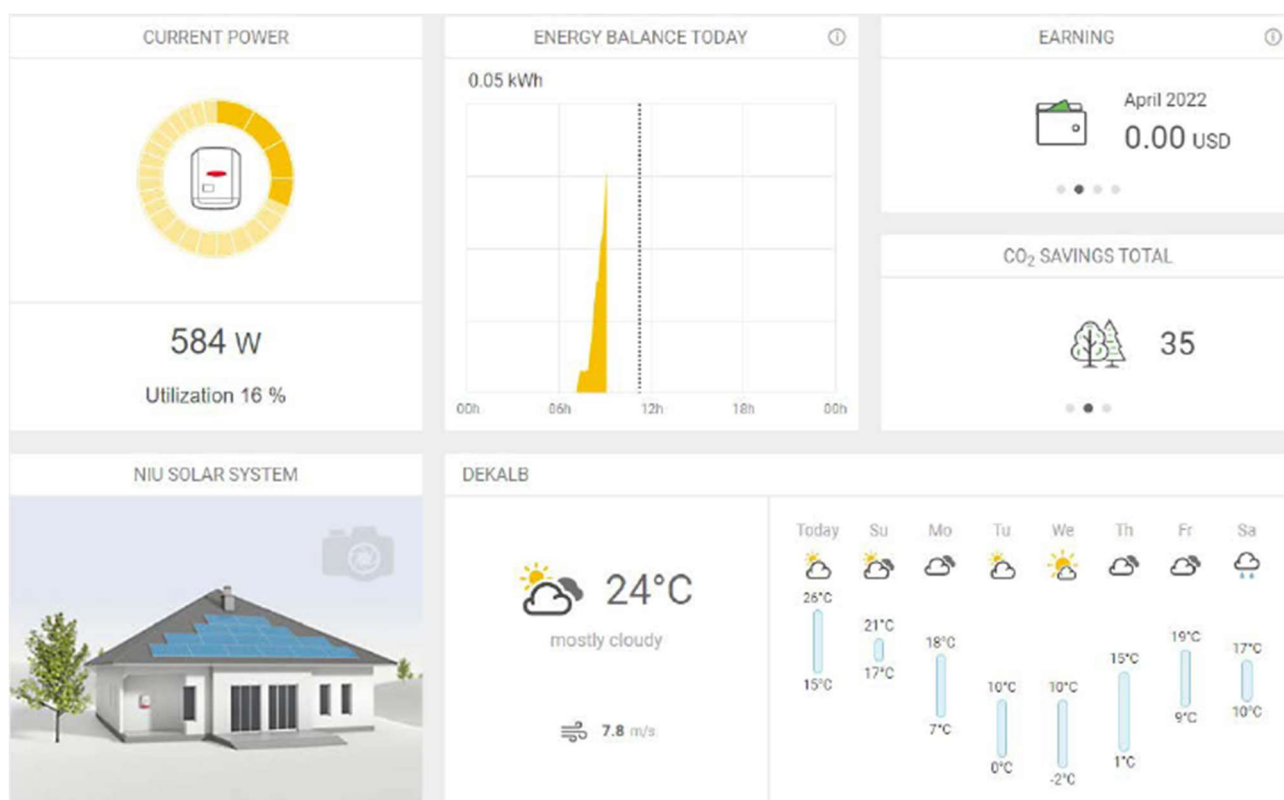 CURRENT POWER
584 W
Utilization 16 %
ENERGY BALANCE TODAY
0.05 kWh
00h 06h 12h 18h 00h
EARNING
April 2022
0.00 USD
CO₂ SAVINGS TOTAL
35
NIU SOLAR SYSTEM
DEKALB
24°C
mostly cloudy
7.8 m/s
Today Su Mo Tu We Th Fr Sa
26°C 21°C 18°C 10°C 10°C 15°C 19°C 17°C
15°C 17°C 7°C 0°C -2°C 1°C 9°C 10°C